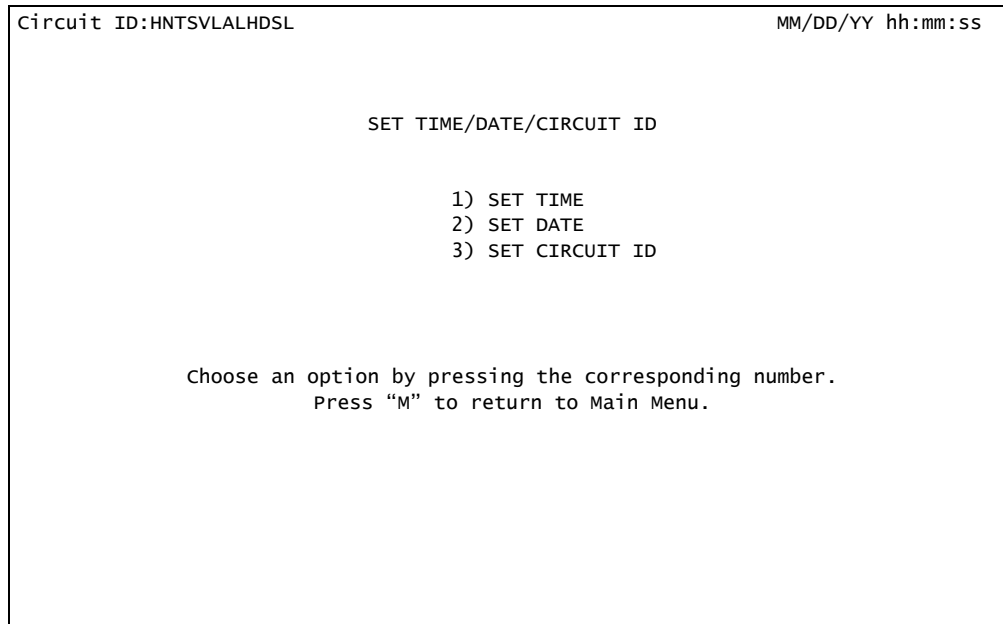 Circuit ID:HNTSVLALHDSL MM/DD/YY hh:mm:ss
SET TIME/DATE/CIRCUIT ID
1) SET TIME
2) SET DATE
3) SET CIRCUIT ID
Choose an option by pressing the corresponding number.
Press “M” to return to Main Menu.